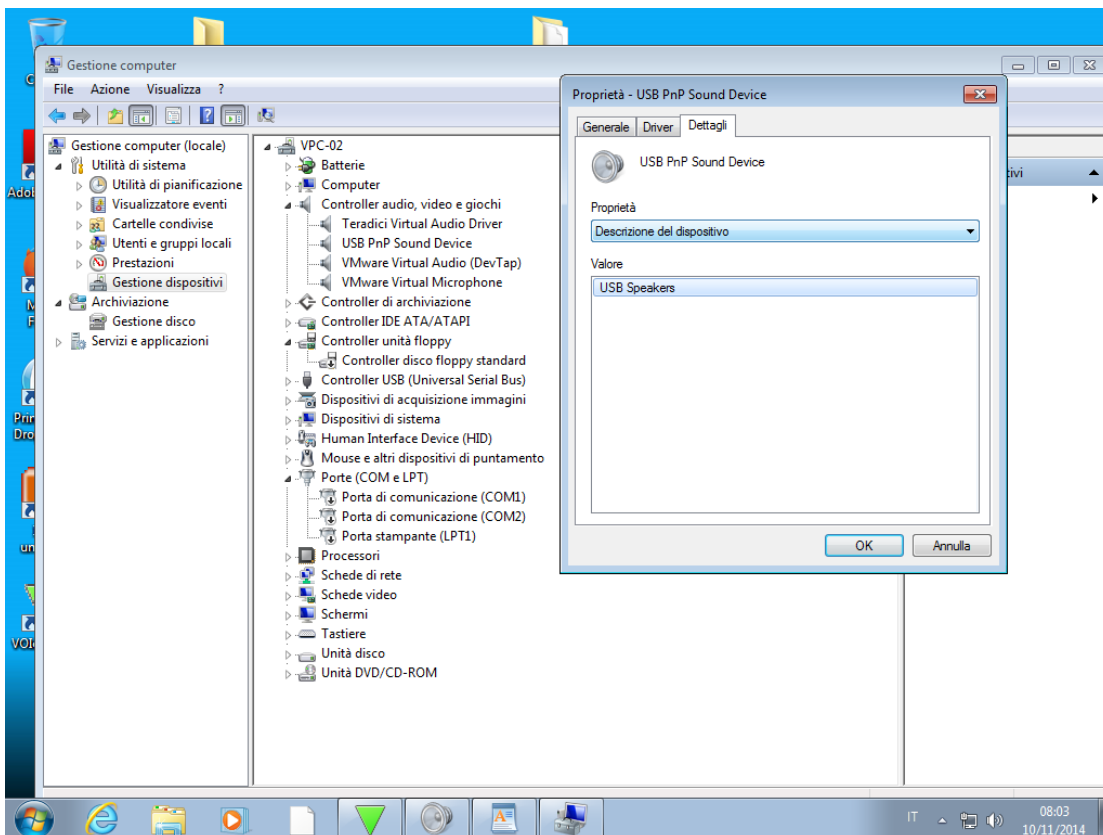 Gestione computer
File Azione Visualizza ?
Gestione computer (locale)
Utilità di sistema
Utilità di pianificazione
Visualizzatore eventi
Cartelle condivise
Utenti e gruppi locali
Prestazioni
Gestione dispositivi
Archiviazione
Gestione disco
Servizi e applicazioni
VPC-02
Batterie
Computer
Controller audio, video e giochi
Teradici Virtual Audio Driver
USB PnP Sound Device
VMware Virtual Audio (DevTap)
VMware Virtual Microphone
Controller di archiviazione
Controller IDE ATA/ATAPI
Controller unità floppy
Controller disco floppy standard
Controller USB (Universal Serial Bus)
Dispositivi di acquisizione immagini
Dispositivi di sistema
Human Interface Device (HID)
Mouse e altri dispositivi di puntamento
Porte (COM e LPT)
Porta di comunicazione (COM1)
Porta di comunicazione (COM2)
Porta stampante (LPT1)
Processori
Schede di rete
Schede video
Schermi
Tastiere
Unità disco
Unità DVD/CD-ROM
Proprietà - USB PnP Sound Device
Generale Driver Dettagli
USB PnP Sound Device
Proprietà
Descrizione del dispositivo
Valore
USB Speakers
OK Annulla
IT
08:03
10/11/2014